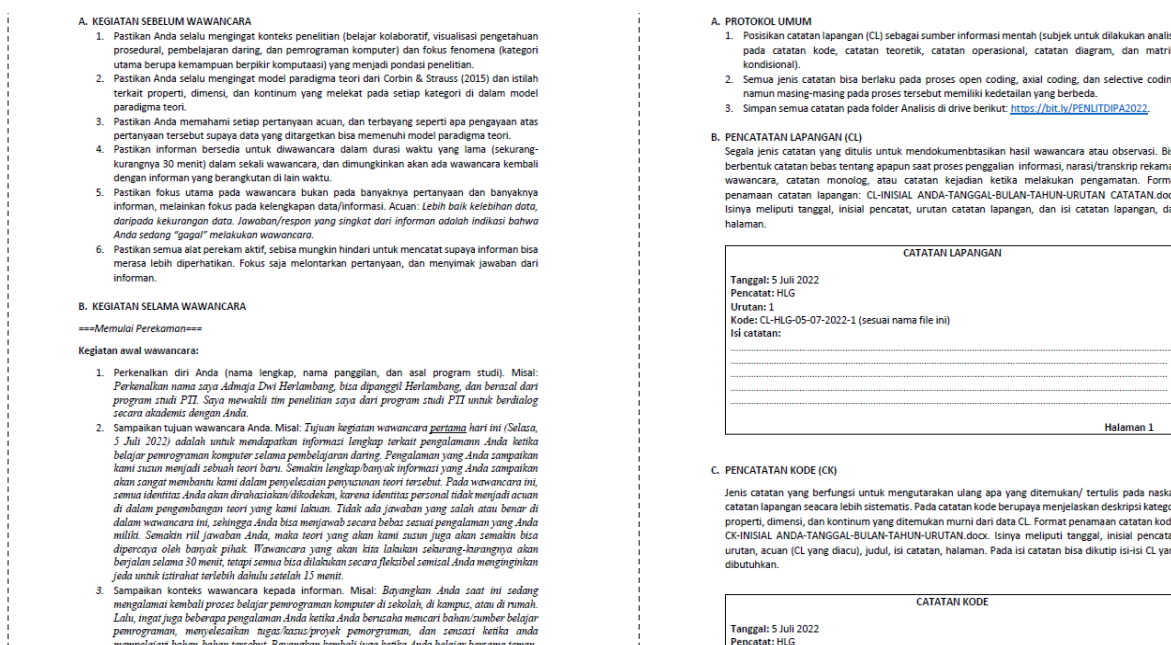 A. KEGIATAN SEBELUM WAWANCARA
1. Pastikan Anda selalu mengingat konteks penelitian (belajar kolaboratif, visualisasi pengetahuan
prosedural, pembelajaran daring, dan pemrograman komputer) dan fokus fenomena (kategori
utama berupa kemampuan berpikir komputasi) yang menjadi pondasi penelitian.
2. Pastikan Anda selalu mengingat model paradigma teori dari Corbin & Strauss (2015) dan istilah
terkait properti, dimensi, dan kontinum yang melekat pada setiap kategori di dalam model
paradigma teori.
3. Pastikan Anda memahami setiap pertanyaan acuan, dan terbayang seperti apa pengayaan atas
pertanyaan tersebut supaya data yang ditargetkan bisa memenuhi model paradigma teori.
4. Pastikan informan bersedia untuk diwawancara dalam durasi waktu yang lama (sekurang-
kurangnya 30 menit) dalam sekali wawancara, dan dimungkinkan akan ada wawancara kembali
dengan informan yang berangkutan di lain waktu.
5. Pastikan fokus utama pada wawancara bukan pada banyaknya pertanyaan dan banyaknya
informan, melainkan fokus pada kelengkapan data/informasi. Acuan: Lebih baik kelebihan data,
daripada kekurangan data. Jawaban/respon yang singkat dari informan adalah indikasi bahwa
Anda sedang "gagal" melakukan wawancara.
6. Pastikan semua alat perekam aktif, sebisa mungkin hindari untuk mencatat supaya informan bisa
merasa lebih diperhatikan. Fokus saja melontarkan pertanyaan, dan menyimak jawaban dari
informan.
B. KEGIATAN SELAMA WAWANCARA
===Memulai Perekaman===
Kegiatan awal wawancara:
1. Perkenalkan diri Anda (nama lengkap, nama panggilan, dan asal program studi). Misal:
Perkenalkan nama saya Admaja Dwi Herlambang, bisa dipanggil Herlambang, dan berasal dari
program studi PTI. Saya mewakili tim penelitian saya dari program studi PTI untuk berdialog
secara akademis dengan Anda.
2. Sampaikan tujuan wawancara Anda. Misal: Tujuan kegiatan wawancara pertama hari ini (Selasa,
5 Juli 2022) adalah untuk mendapatkan informasi lengkap terkait pengalamann Anda ketika
belajar pemrograman komputer selama pembelajaran daring. Pengalaman yang Anda sampaikan
kami susun menjadi sebuah teori baru. Semakin lengkap/banyak informasi yang Anda sampaikan
akan sangat membantu kami dalam penyelesaian penyusunan teori tersebut. Pada wawancara ini,
semua identitas Anda akan dirahasiakan/dikodekan, karena identitas personal tidak menjadi acuan
di dalam pengembangan teori yang kami lakuan. Tidak ada jawaban yang salah atau benar di
dalam wawancara ini, sehingga Anda bisa menjawab secara bebas sesuai pengalaman yang Anda
miliki. Semakin riil jawaban Anda, maka teori yang akan kami susun juga akan semakin bisa
dipercaya oleh banyak pihak. Wawancara yang akan kita lakukan sekurang-kurangnya akan
berjalan selama 30 menit, tetapi semua bisa dilakukan secara fleksibel semisal Anda menginginkan
jeda untuk istirahat terlebih dahulu setelah 15 menit.
3. Sampaikan konteks wawancara kepada informan. Misal: Bayangkan Anda saat ini sedang
mengalamai kembali proses belajar pemrograman komputer di sekolah, di kampus, atau di rumah.
Lalu, ingat juga beberapa pengalaman Anda ketika Anda berusaha mencari bahan/sumber belajar
pemrograman, menyelesaikan tugas/kasus/proyek pemorgraman, dan sensasi ketika anda
mempelajari bahan-bahan tersebut. Bayangkan kembali juga ketika Anda belajar bersama teman,
A. PROTOKOL UMUM
1. Posisikan catatan lapangan (CL) sebagai sumber informasi mentah (subjek untuk dilakukan analis
pada catatan kode, catatan teoretik, catatan operasional, catatan diagram, dan matri
kondisional).
2. Semua jenis catatan bisa berlaku pada proses open coding, axial coding, dan selective codin
namun masing-masing pada proses tersebut memiliki kedetailan yang berbeda.
3. Simpan semua catatan pada folder Analisis di drive berikut: https://bit.ly/PENLITDIPA2022.
B. PENCATATAN LAPANGAN (CL)
Segala jenis catatan yang ditulis untuk mendokumenbtasikan hasil wawancara atau observasi. Bis
berbentuk catatan bebas tentang apapun saat proses penggalian informasi, narasi/transkrip rekama
wawancara, catatan monolog, atau catatan kejadian ketika melakukan pengamatan. Form
penamaan catatan lapangan: CL-INISIAL ANDA-TANGGAL-BULAN-TAHUN-URUTAN CATATAN.doc
Isinya meliputi tanggal, inisial pencatat, urutan catatan lapangan, dan isi catatan lapangan, da
halaman.
CATATAN LAPANGAN
Tanggal: 5 Juli 2022
Pencatat: HLG
Urutan: 1
Kode: CL-HLG-05-07-2022-1 (sesuai nama file ini)
Isi catatan:
Halaman 1
C. PENCATATAN KODE (CK)
Jenis catatan yang berfungsi untuk mengutarakan ulang apa yang ditemukan/ tertulis pada naska
catatan lapangan seacara lebih sistematis. Pada catatan kode berupaya menjelaskan deskripsi katego
properti, dimensi, dan kontinum yang ditemukan murni dari data CL. Format penamaan catatan kod
CK-INISIAL ANDA-TANGGAL-BULAN-TAHUN-URUTAN.docx. Isinya meliputi tanggal, inisial pencata
urutan, acuan (CL yang diacu), judul, isi catatan, halaman. Pada isi catatan bisa dikutip isi-isi CL yan
dibutuhkan.
CATATAN KODE
Tanggal: 5 Juli 2022
Pencatat: HLG